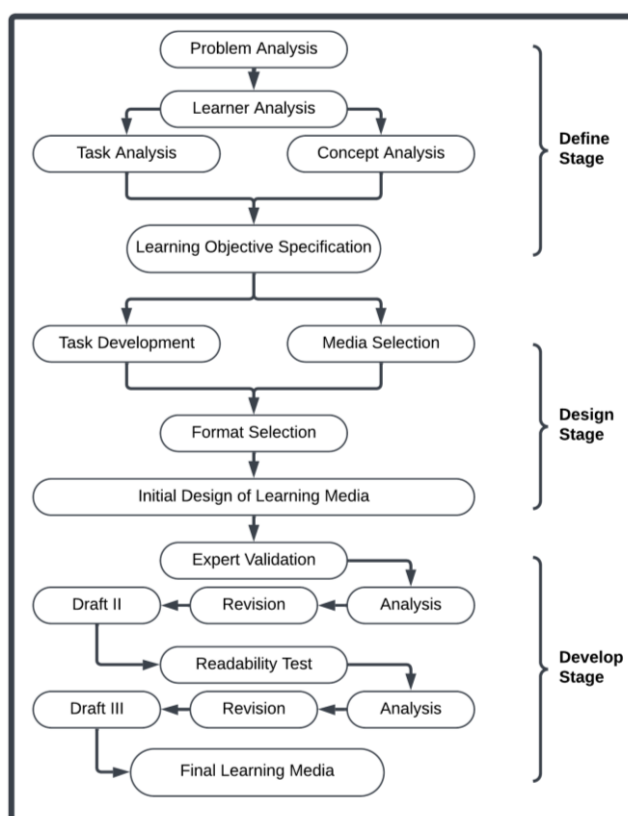 Problem Analysis
Learner Analysis
Task Analysis
Concept Analysis
Define
Stage
Learning Objective Specification
Task Development
Media Selection
Format Selection
Design
Stage
Initial Design of Learning Media
Expert Validation
Draft II
Revision
Analysis
Readability Test
Develop
Stage
Draft III
Revision
Analysis
Final Learning Media